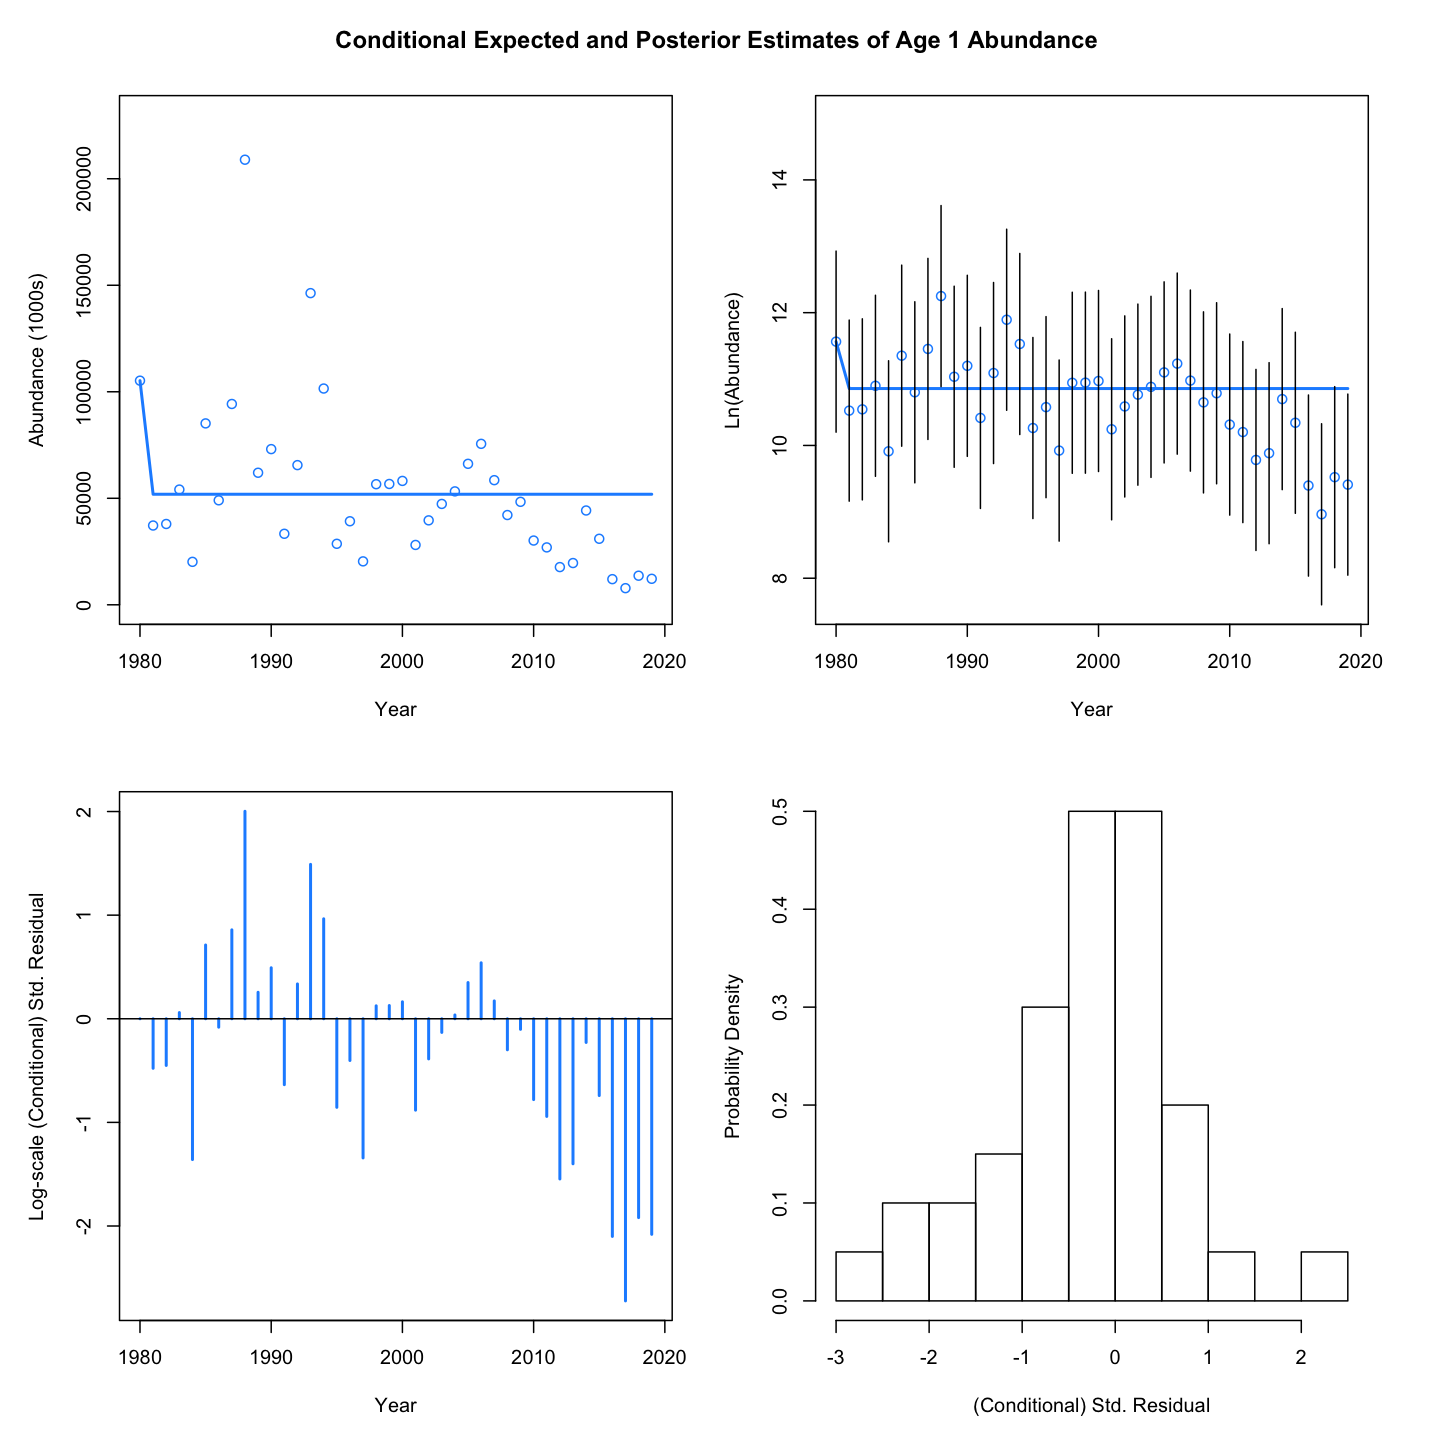 Conditional Expected and Posterior Estimates of Age 1 Abundance
Abundance (1000s)
200000
150000
100000
50000
0
1980 1990 2000 2010 2020
Year
Ln(Abundance)
14
12
10
8
1980 1990 2000 2010 2020
Year
Log-scale (Conditional) Std. Residual
2
1
0
-1
-2
1980 1990 2000 2010 2020
Year
Probability Density
0.5
0.4
0.3
0.2
0.1
0.0
-3 -2 -1 0 1 2
(Conditional) Std. Residual